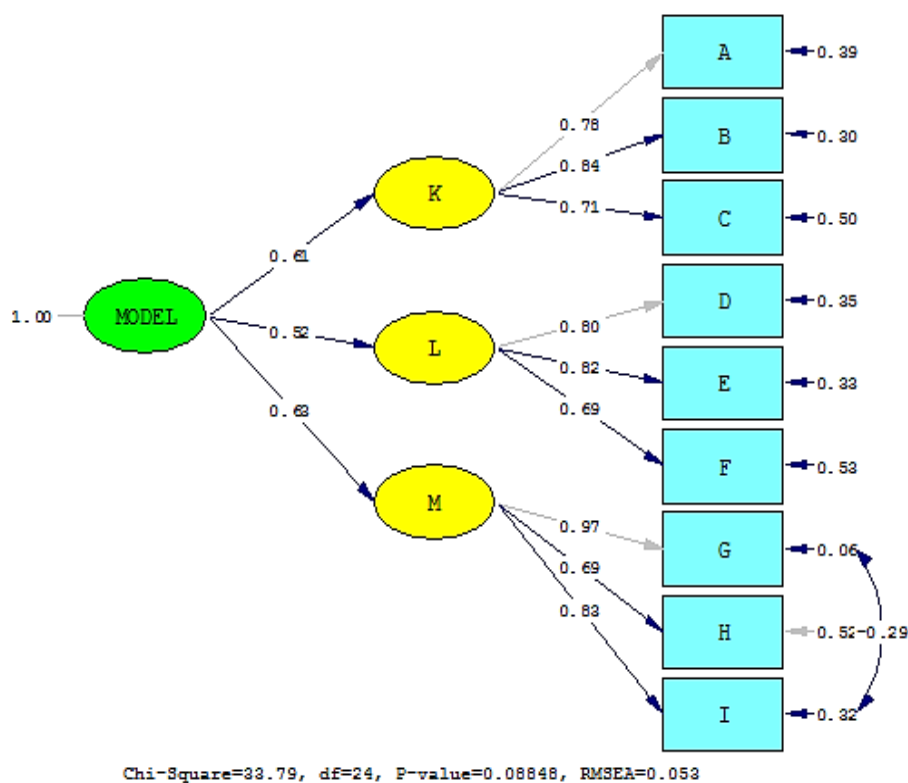 A
0.39
0.78
B
0.30
0.84
K
0.71
C
0.50
0.61
D
0.35
0.80
1.00
MODEL
0.52
L
0.82
E
0.33
0.69
0.63
F
0.53
M
0.97
G
0.06
0.69
0.83
H
0.52-0.29
I
0.32
Chi-Square=33.79, df=24, P-value=0.08848, RMSEA=0.053